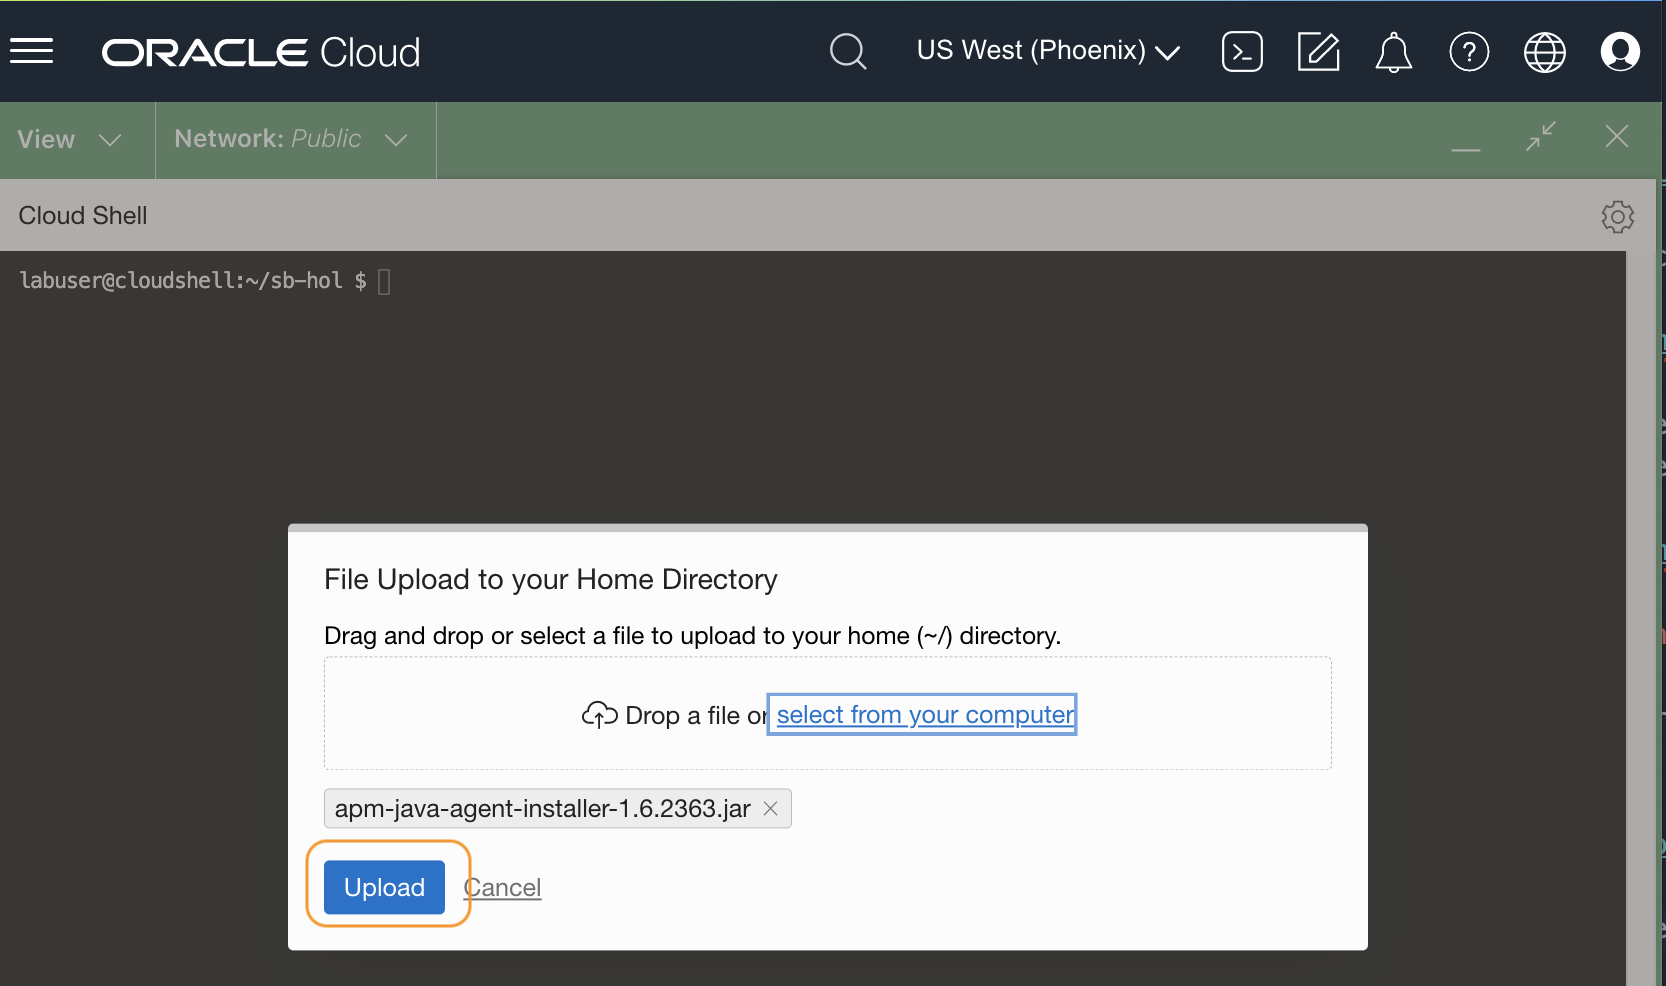 ORACLE Cloud
US West (Phoenix)
View
Network: Public
Cloud Shell
labuser@cloudshell:~/sb-hol $
File Upload to your Home Directory
Drag and drop or select a file to upload to your home (~/) directory.
Drop a file or select from your computer
apm-java-agent-installer-1.6.2363.jar
Upload Cancel